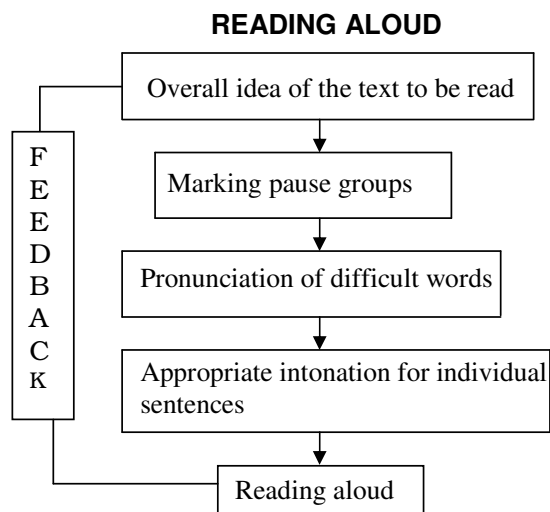 READING ALOUD
Overall idea of the text to be read
F
E
E
D
B
A
C
K
Marking pause groups
Pronunciation of difficult words
Appropriate intonation for individual
sentences
Reading aloud